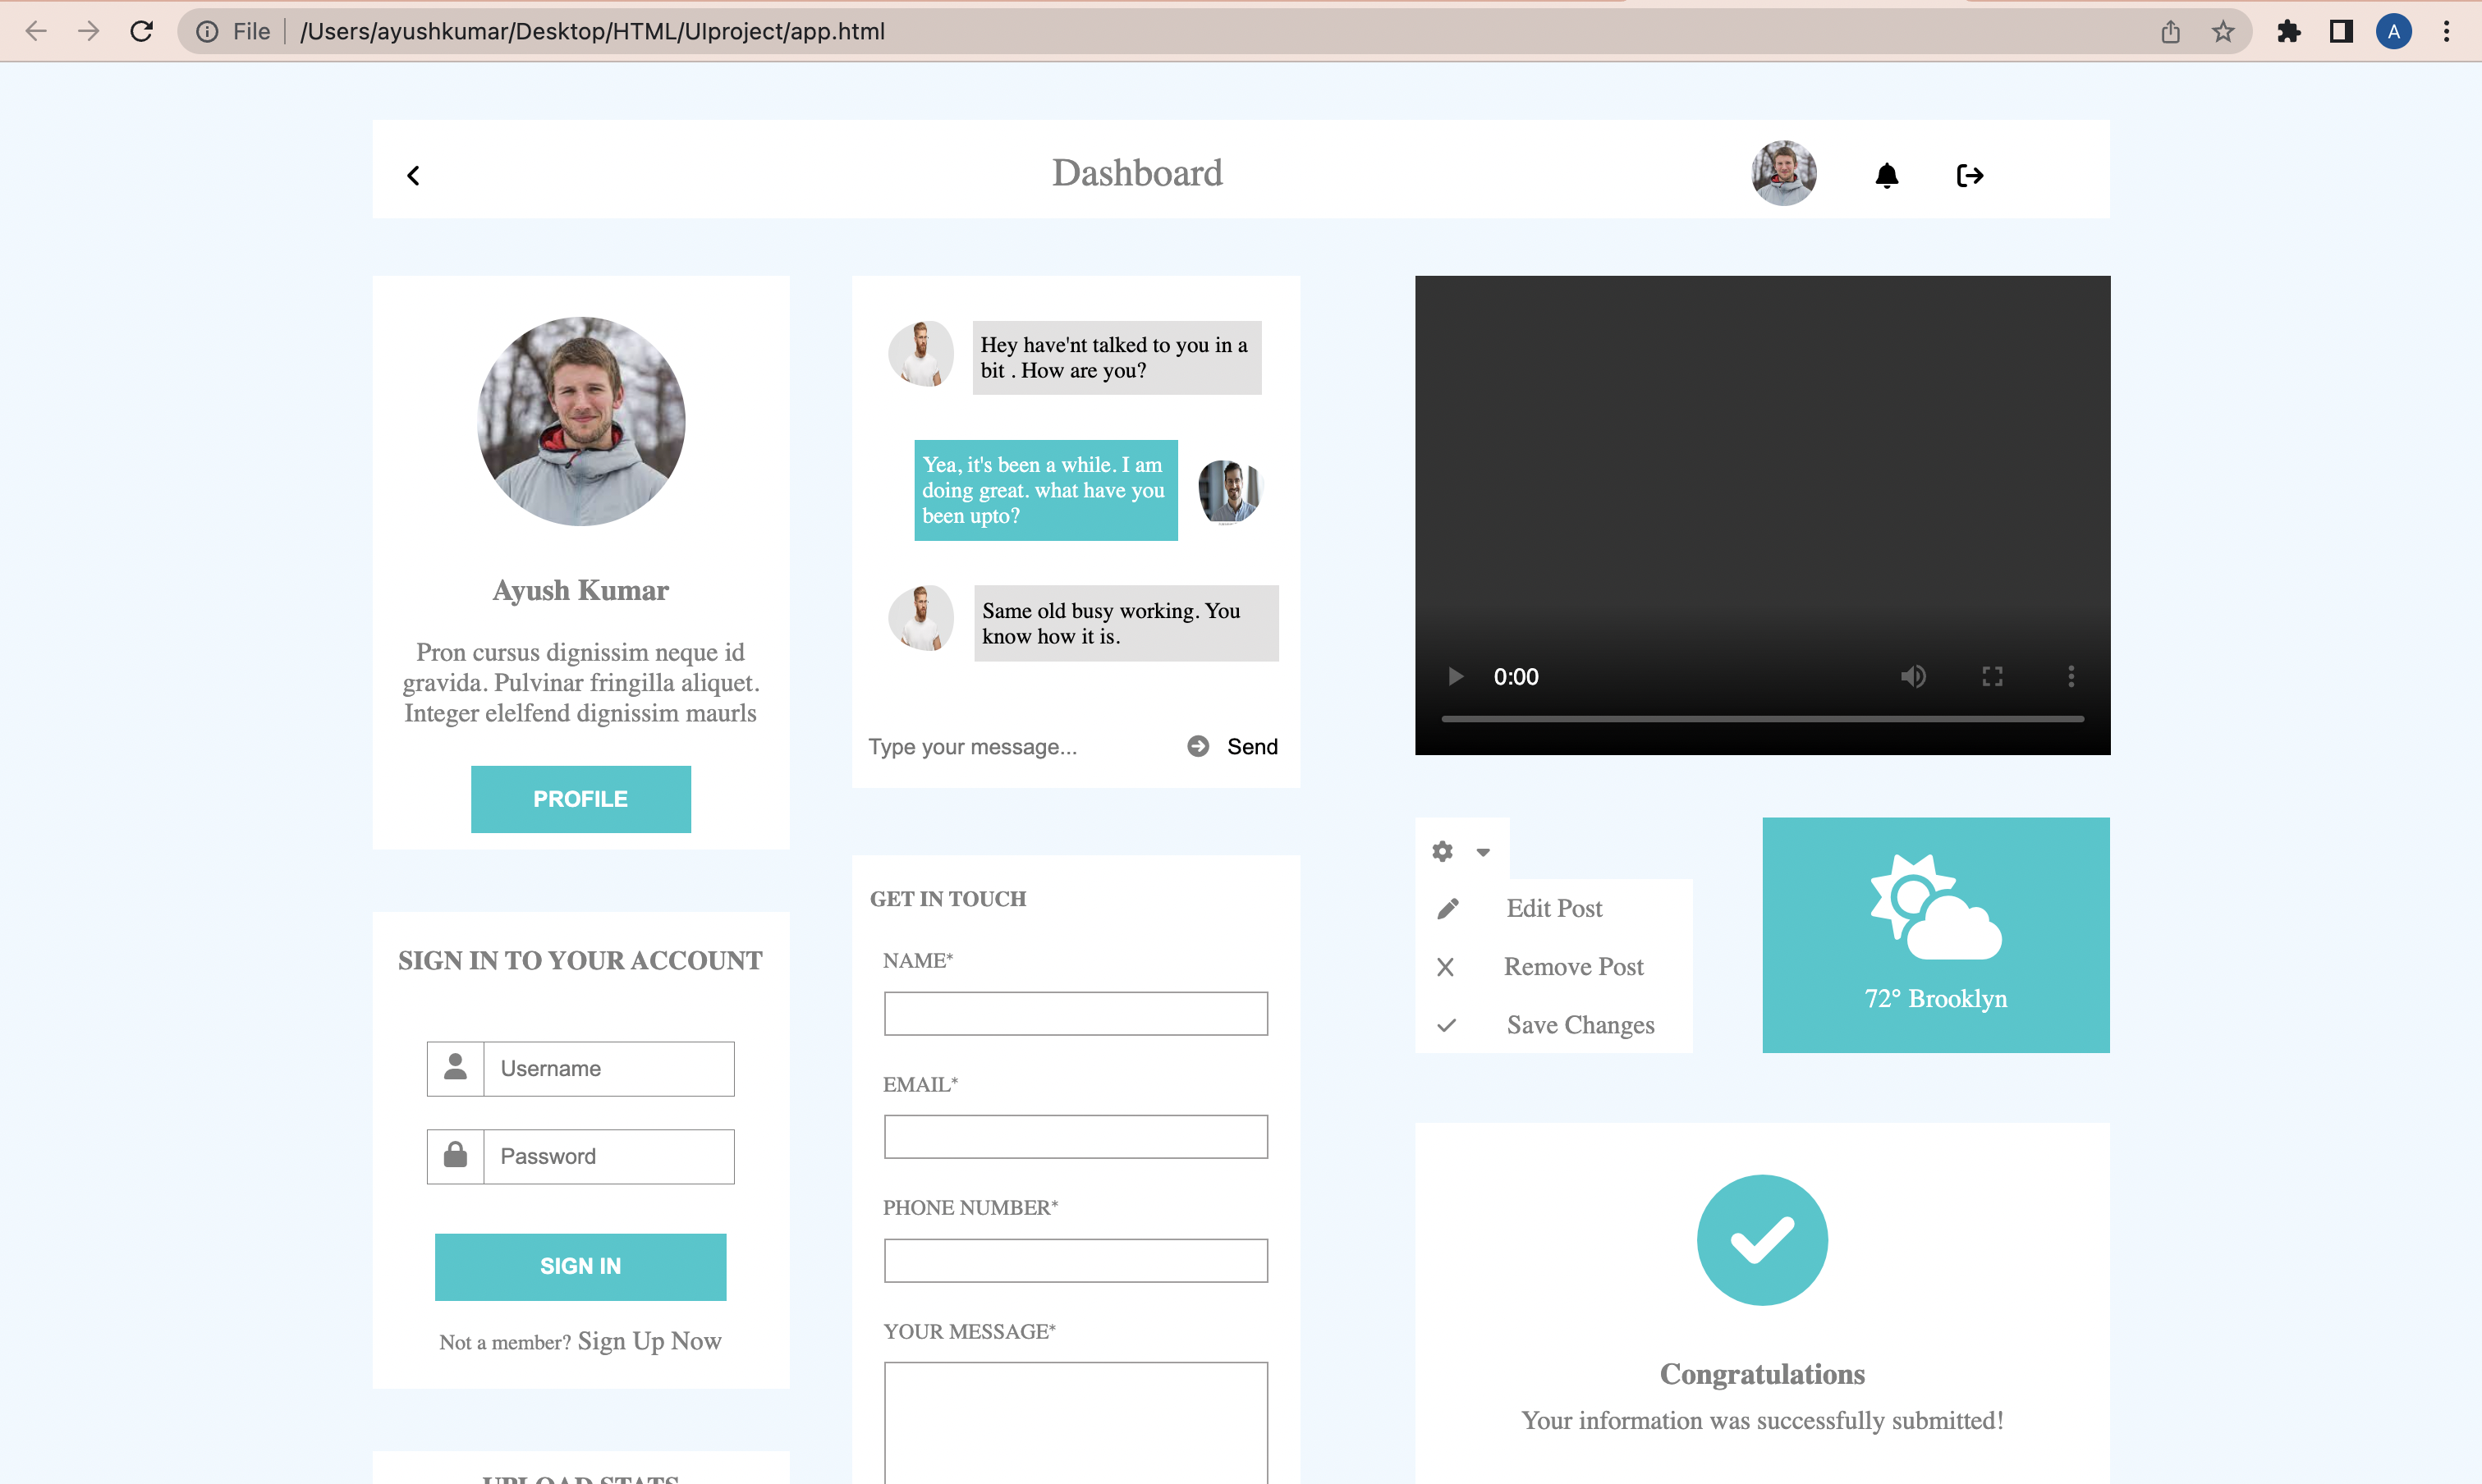 File
/Users/ayushkumar/Desktop/HTML/UIproject/app.html
A
Dashboard
Ayush Kumar
Pron cursus dignissim neque id
gravida. Pulvinar fringilla aliquet.
Integer elelfend dignissim maurls
PROFILE
SIGN IN TO YOUR ACCOUNT
Username
Password
SIGN IN
Not a member? Sign Up Now
UPLOAD STATS
Hey have'nt talked to you in a
bit . How are you?
Yea, it's been a while. I am
doing great. what have you
been upto?
Same old busy working. You
know how it is.
Type your message...
Send
GET IN TOUCH
NAME*
EMAIL*
PHONE NUMBER*
YOUR MESSAGE*
0:00
Edit Post
Remove Post
Save Changes
72° Brooklyn
Congratulations
Your information was successfully submitted!